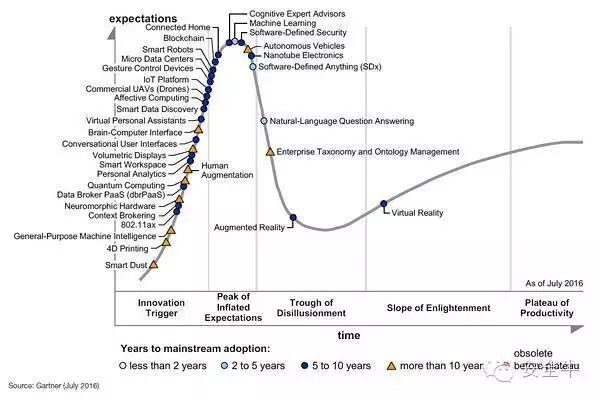 expectations
Connected Home
Blockchain
Smart Robots
Micro Data Centers
Gesture Control Devices
IoT Platform
Commercial UAVs (Drones)
Affective Computing
Smart Data Discovery
Virtual Personal Assistants
Brain-Computer Interface
Conversational User Interfaces
Volumetric Displays
Smart Workspace
Personal Analytics
Quantum Computing
Data Broker PaaS (dbrPaaS)
Neuromorphic Hardware
Context Brokering
802.11ax
General-Purpose Machine Intelligence
4D Printing
Smart Dust
Human
Augmentation
Cognitive Expert Advisors
Machine Learning
Software-Defined Security
Autonomous Vehicles
Nanotube Electronics
Software-Defined Anything (SDx)
Natural-Language Question Answering
Enterprise Taxonomy and Ontology Management
Augmented Reality
Virtual Reality
As of July 2016
Innovation
Trigger
Peak of
Inflated
Expectations
Trough of
Disillusionment
Slope of Enlightenment
Plateau of
Productivity
time
Years to mainstream adoption:
less than 2 years
2 to 5 years
5 to 10 years
more than 10 years
obsolete
before plateau
Source: Gartner (July 2016)
安全牛